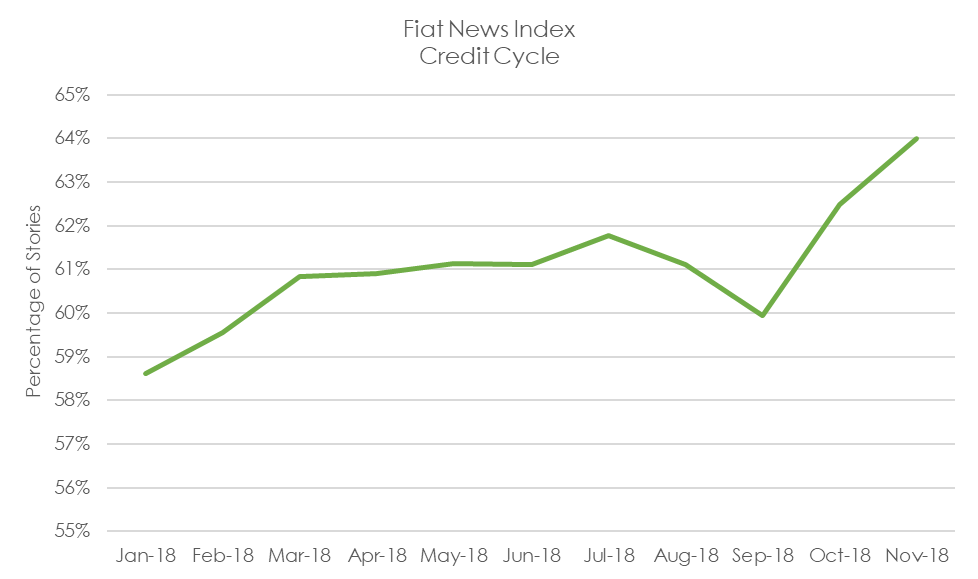 Fiat News Index
Credit Cycle
Percentage of Stories
65%
64%
63%
62%
61%
60%
59%
58%
57%
56%
55%
Jan-18 Feb-18 Mar-18 Apr-18 May-18 Jun-18 Jul-18 Aug-18 Sep-18 Oct-18 Nov-18